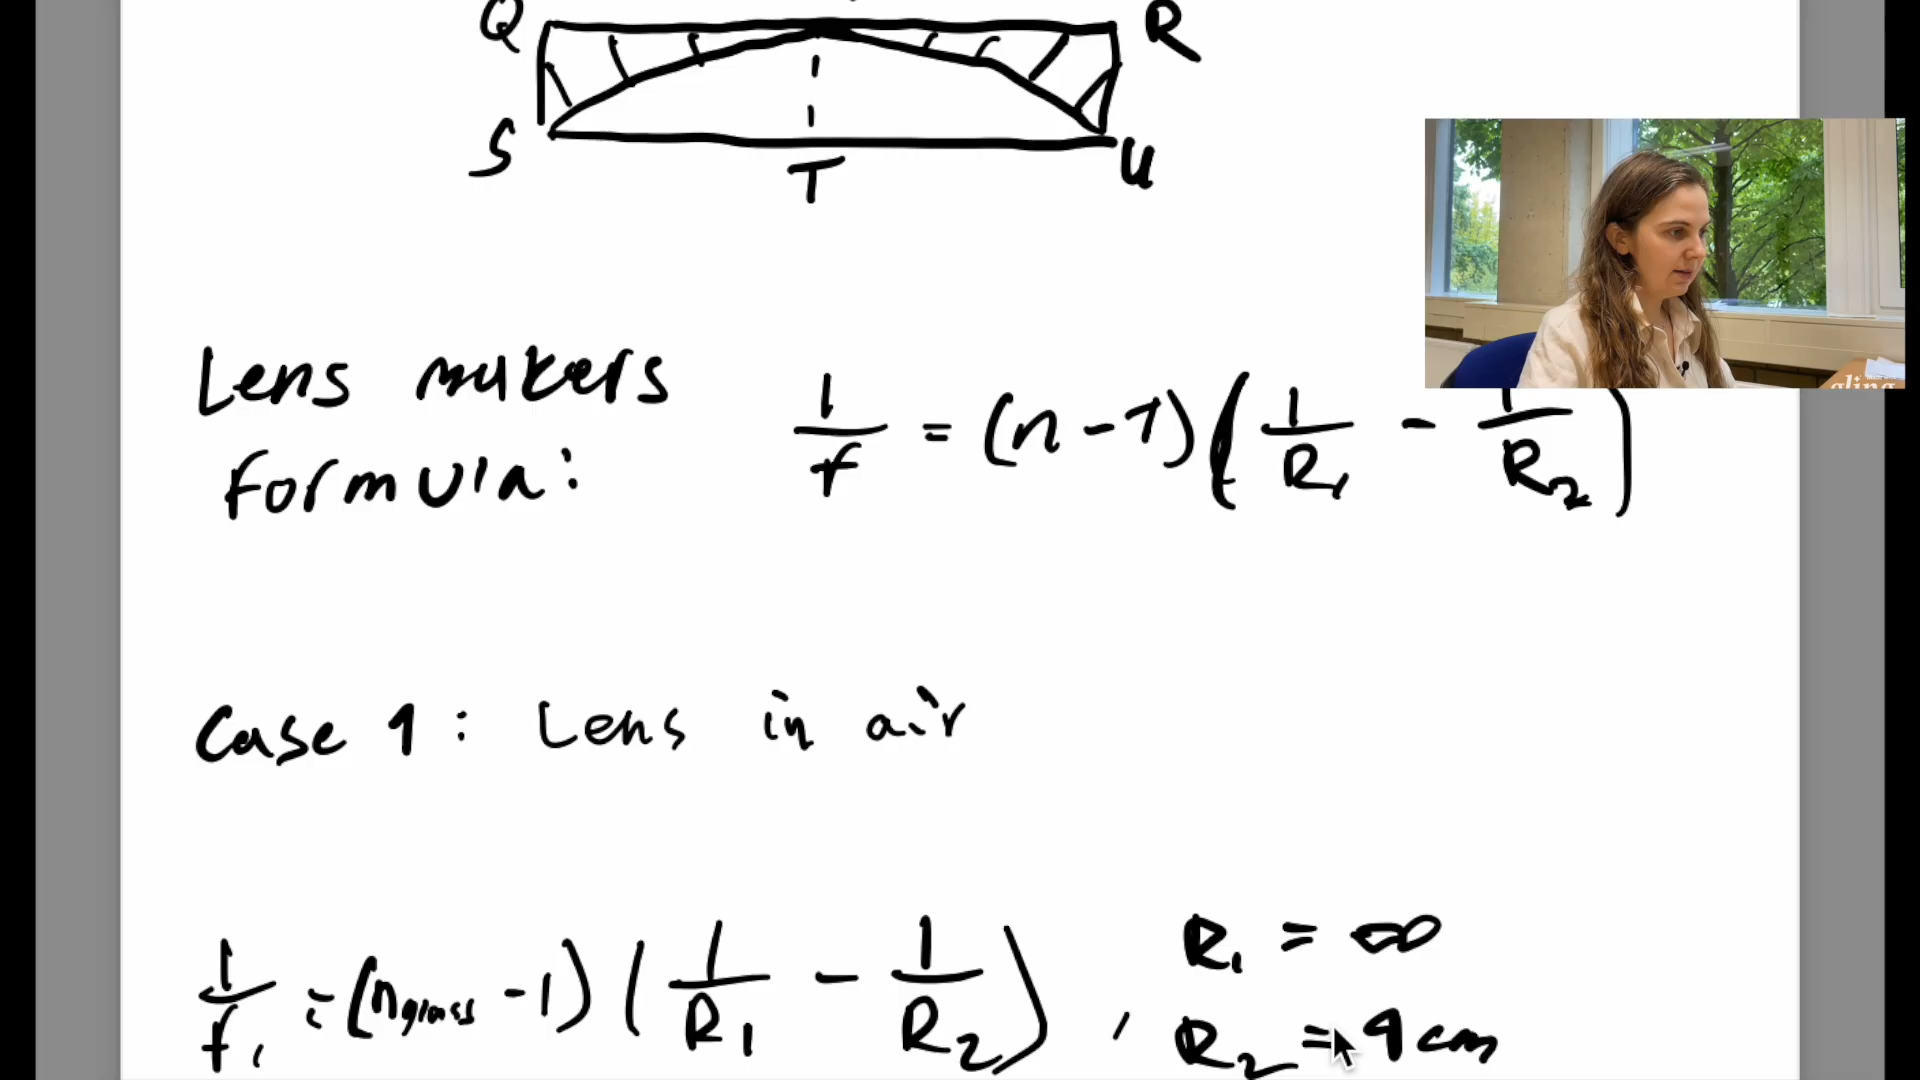 Q R
S T U
Lens makers 1/f = (n-1)(1/R₁ - 1/R₂)
formula:
Case 1: Lens in air
1/f₁ = (n_glass -1)(1/R₁ - 1/R₂), R₁ = ∞
R₂ = 9 cm